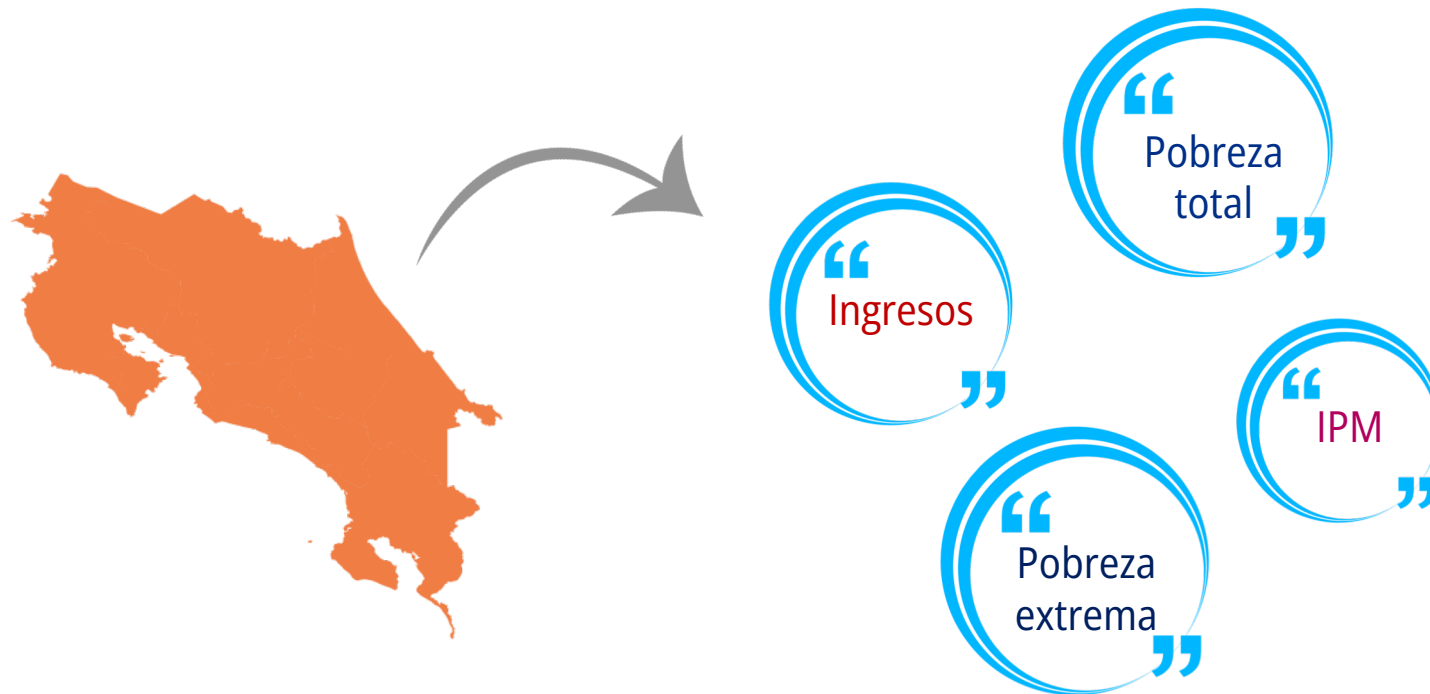 Pobreza
total
Ingresos
IPM
Pobreza
extrema